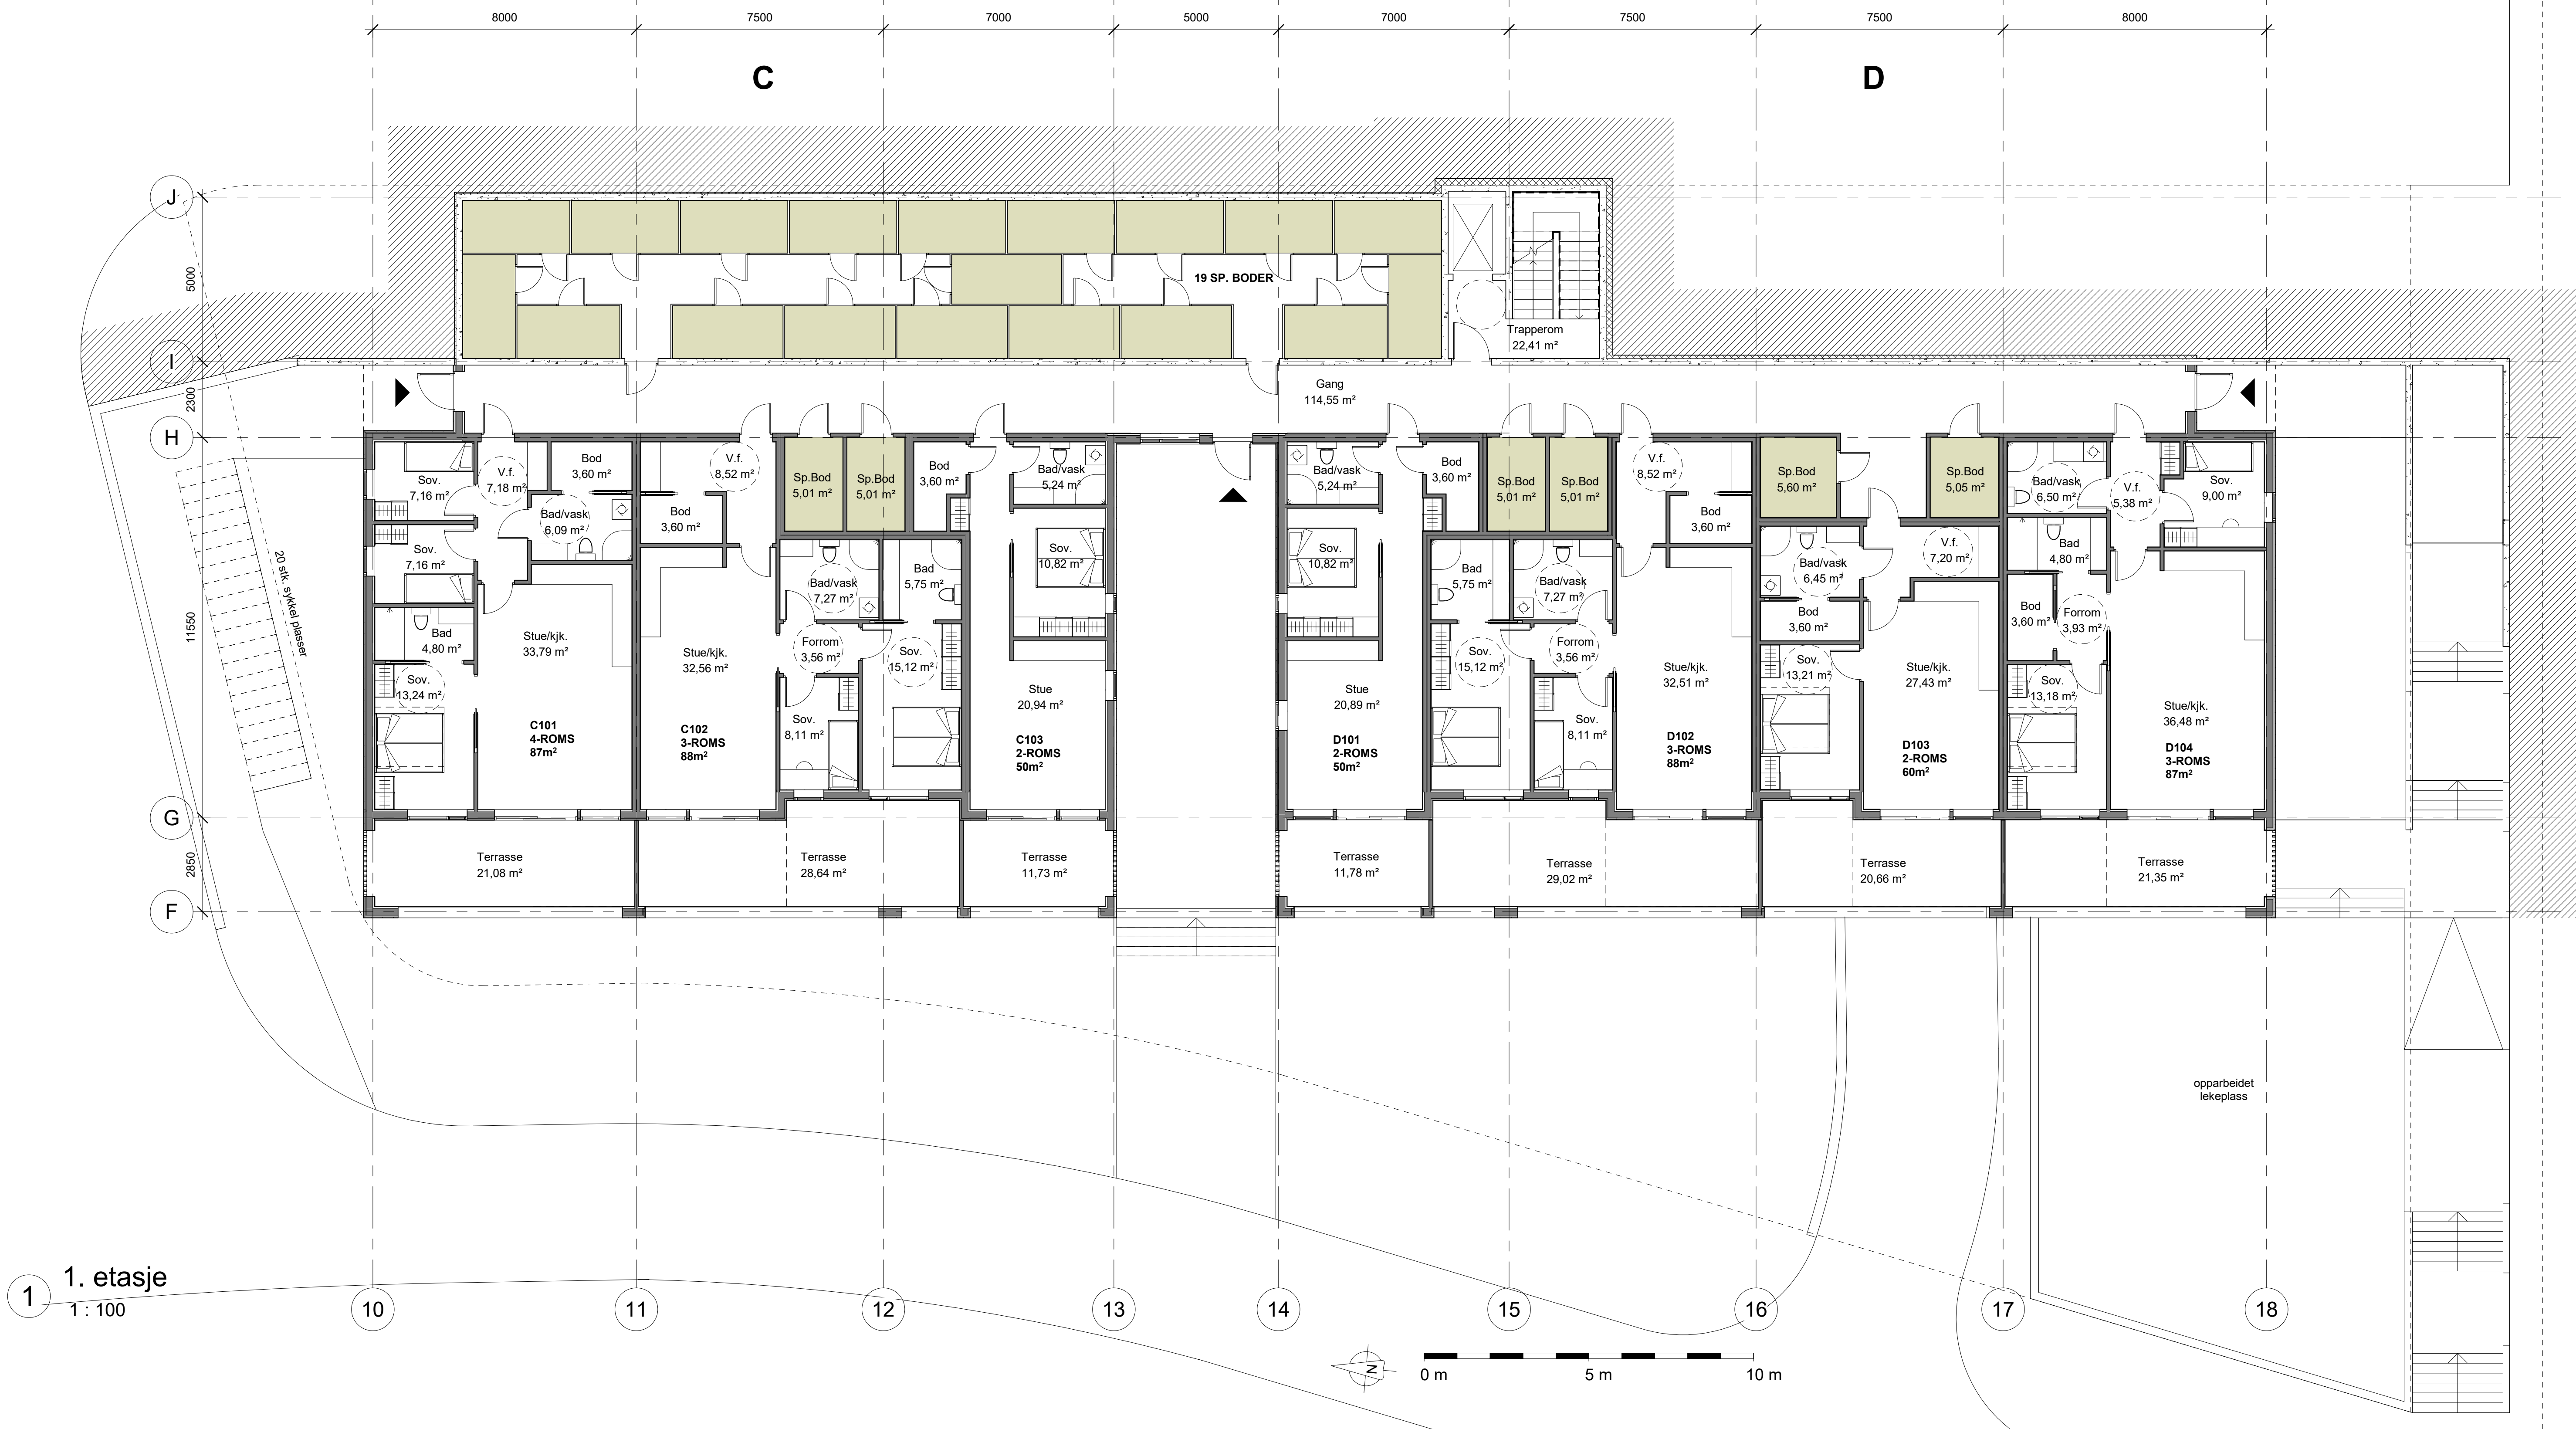 8000
7500
7000
5000
7000
7500
7500
8000
C
D
J
5000
19 SP. BODER
Trapperom
22,41 m²
I
2300
Gang
114,55 m²
H
Sov.
7,16 m²
V.f.
7,18 m²
Bod
3,60 m²
Bad/vask
6,09 m²
Sov.
7,16 m²
Bad
4,80 m²
Sov.
13,24 m²
Stue/kjk.
33,79 m²
C101
4-ROMS
87m²
V.f.
8,52 m²
Bod
3,60 m²
Stue/kjk.
32,56 m²
C102
3-ROMS
88m²
Sp.Bod
5,01 m²
Sp.Bod
5,01 m²
Bad/vask
7,27 m²
Bad
5,75 m²
Forrom
3,56 m²
Sov.
15,12 m²
Sov.
8,11 m²
Bod
3,60 m²
Bad/vask
5,24 m²
Sov.
10,82 m²
Stue
20,94 m²
C103
2-ROMS
50m²
Bad/vask
5,24 m²
Bod
3,60 m²
Sov.
10,82 m²
Stue
20,89 m²
D101
2-ROMS
50m²
Sp.Bod
5,01 m²
Sp.Bod
5,01 m²
Bad
5,75 m²
Bad/vask
7,27 m²
Sov.
15,12 m²
Forrom
3,56 m²
Sov.
8,11 m²
V.f.
8,52 m²
Bod
3,60 m²
Stue/kjk.
32,51 m²
D102
3-ROMS
88m²
Sp.Bod
5,60 m²
Sp.Bod
5,05 m²
Bad/vask
6,45 m²
V.f.
7,20 m²
Bod
3,60 m²
Sov.
13,21 m²
Stue/kjk.
27,43 m²
D103
2-ROMS
60m²
Bad/vask
6,50 m²
V.f.
5,38 m²
Sov.
9,00 m²
Bad
4,80 m²
Bod
3,60 m²
Forrom
3,93 m²
Sov.
13,18 m²
Stue/kjk.
36,48 m²
D104
3-ROMS
87m²
20 stk. sykkel plasser
11550
G
2850
Terrasse
21,08 m²
Terrasse
28,64 m²
Terrasse
11,73 m²
Terrasse
11,78 m²
Terrasse
29,02 m²
Terrasse
20,66 m²
Terrasse
21,35 m²
F
opparbeidet
lekeplass
1
1. etasje
1 : 100
10
11
12
13
14
15
16
17
18
N
0 m
5 m
10 m